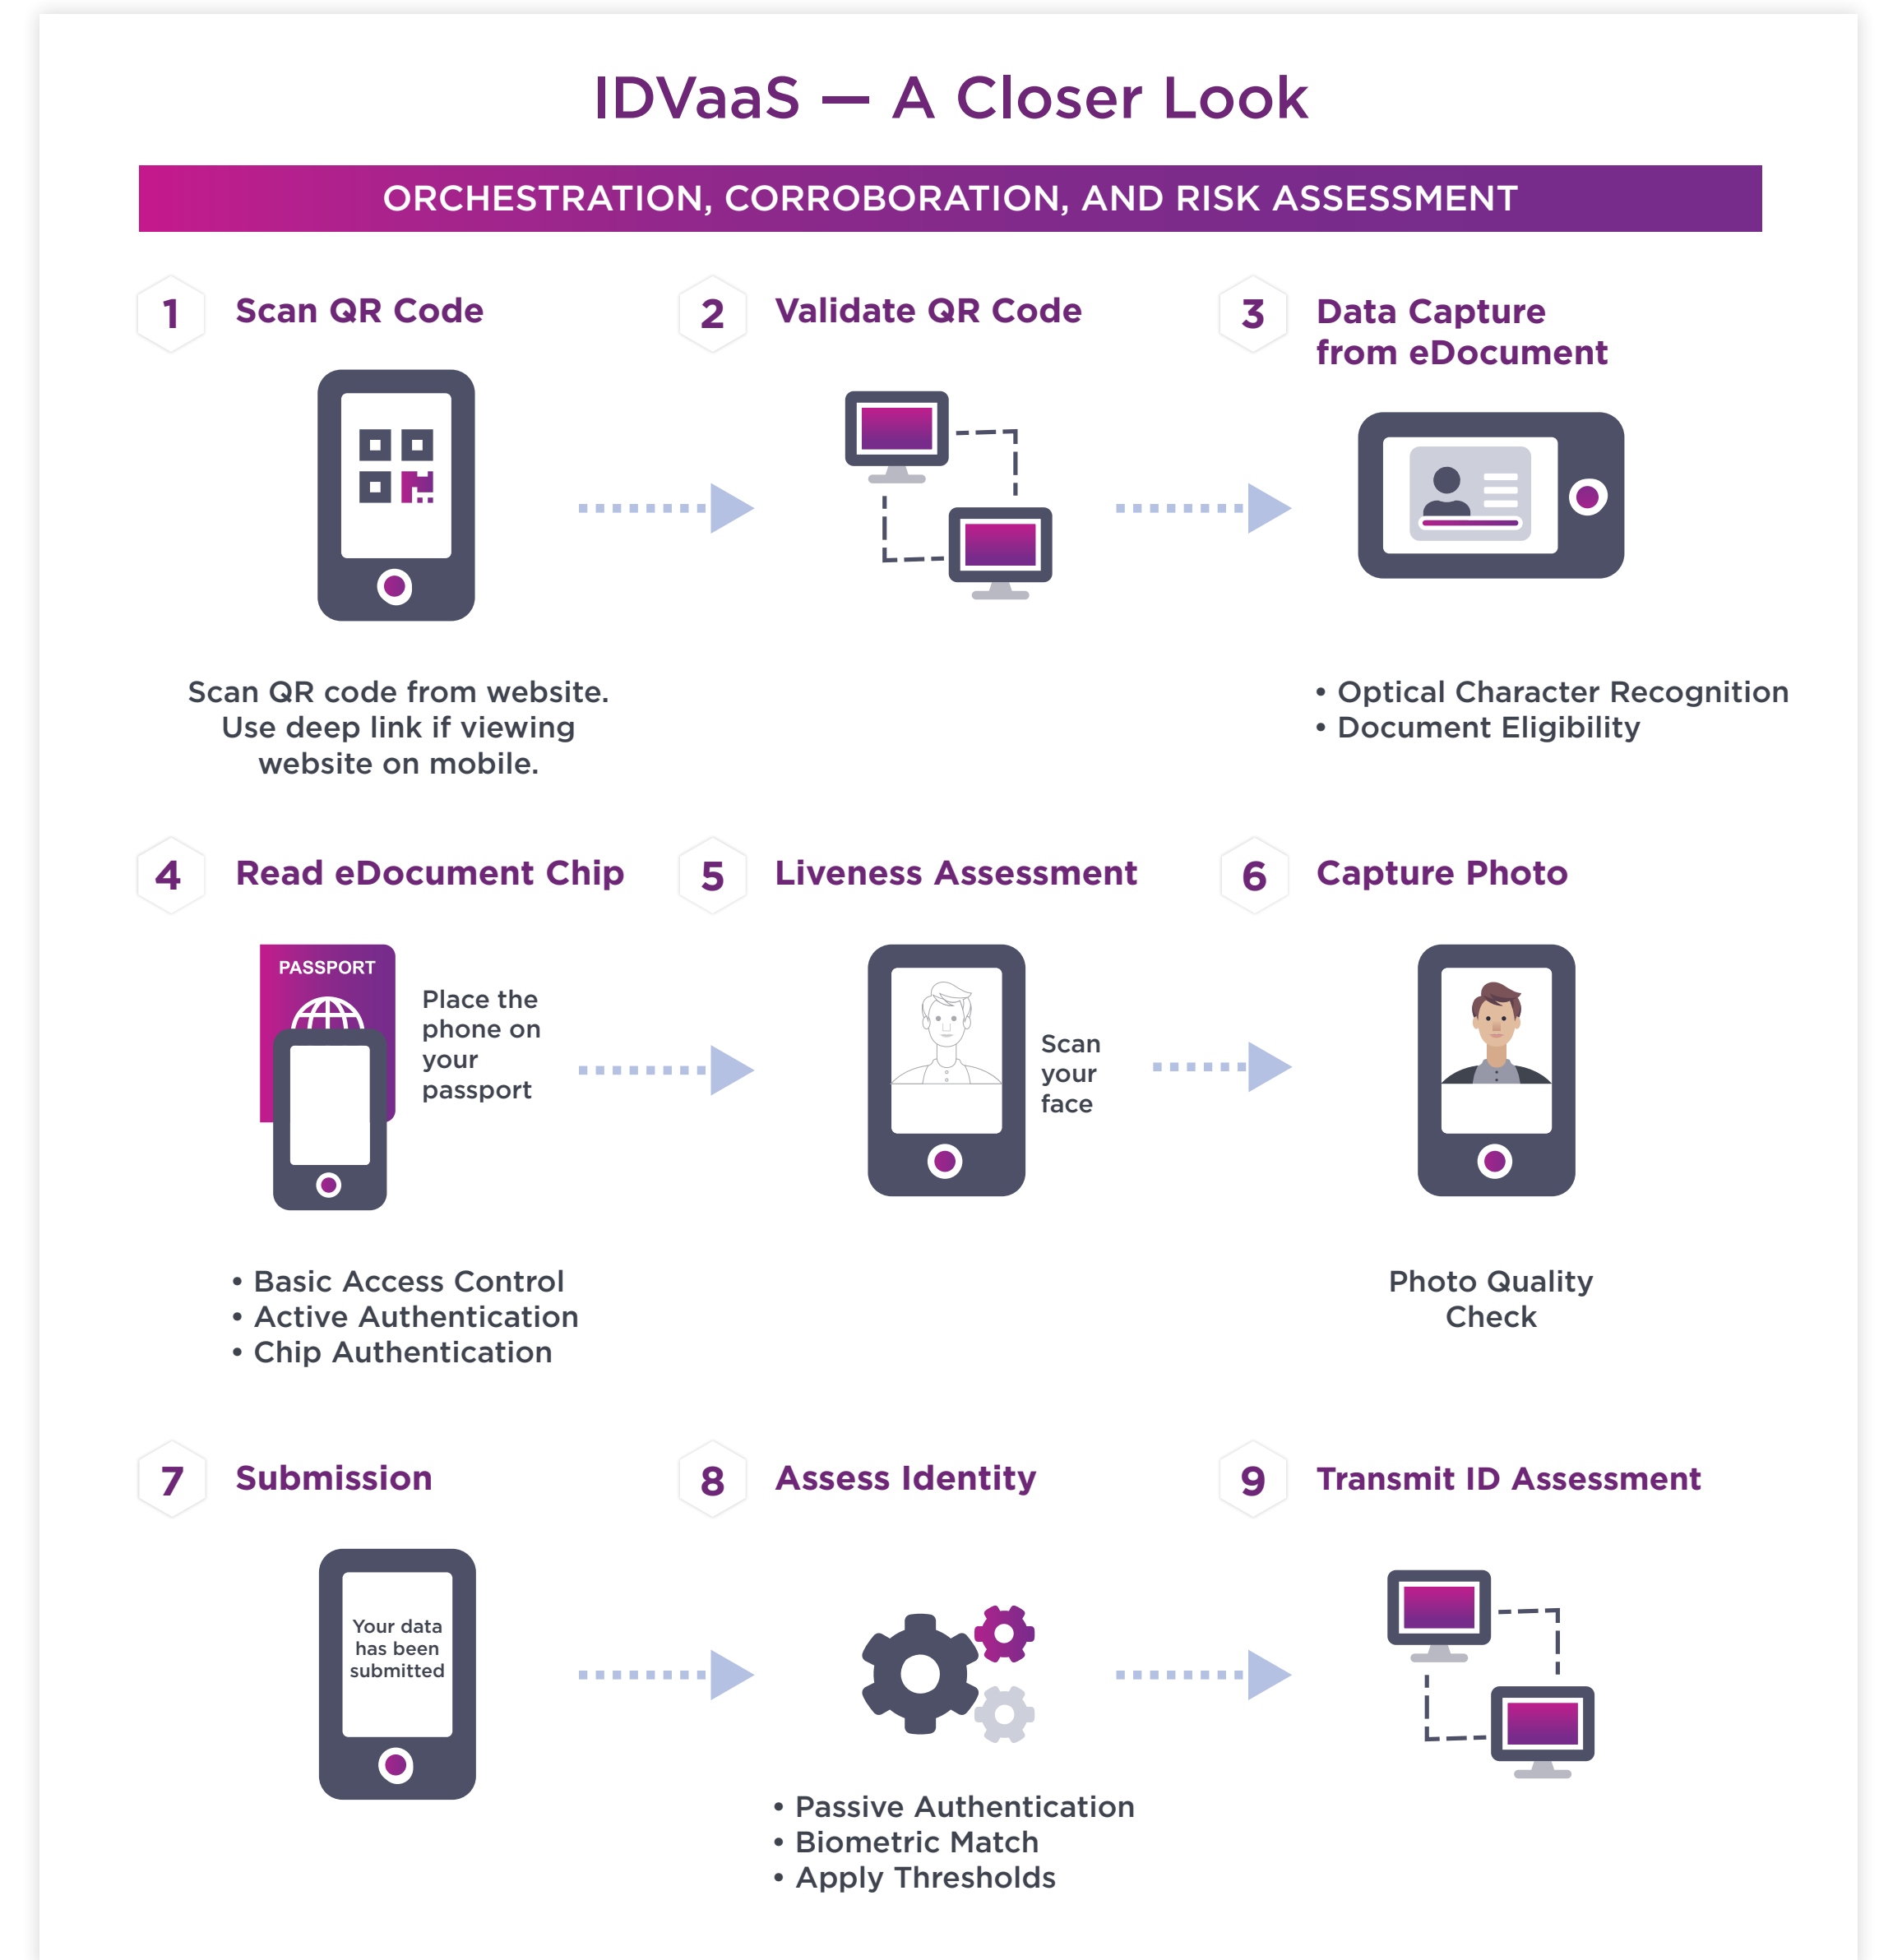 IDVaaS — A Closer Look
ORCHESTRATION, CORROBORATION, AND RISK ASSESSMENT
1
Scan QR Code
Scan QR code from website.
Use deep link if viewing
website on mobile.
2
Validate QR Code
3
Data Capture
from eDocument
• Optical Character Recognition
• Document Eligibility
4
Read eDocument Chip
PASSPORT
Place the
phone on
your
passport
• Basic Access Control
• Active Authentication
• Chip Authentication
5
Liveness Assessment
Scan
your
face
6
Capture Photo
Photo Quality
Check
7
Submission
Your data
has been
submitted
8
Assess Identity
• Passive Authentication
• Biometric Match
• Apply Thresholds
9
Transmit ID Assessment